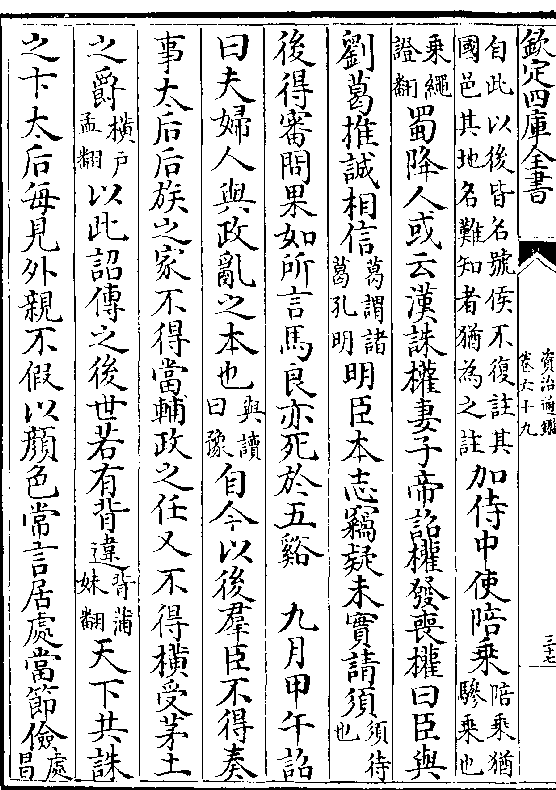 欽定四庫全書
資治通鑑
卷六十九
三十七
自此以後皆名號侯不復註其
國邑其地名難知者猶為之註
加侍中使陪乘
陪乘猶
驂乘也
乘繩
證翻
蜀降人或云漢誅權妻子帝詔權發喪權曰臣與
劉葛推誠相信
葛謂諸
葛孔明
明臣本志竊疑未實請須
須待
也
後得審問果如所言馬良亦死於五谿　九月甲午詔
曰夫婦人與政亂之本也
與讀
曰豫
自今以後羣臣不得奏
事太后后族之家不得當輔政之任又不得橫受茅土
之爵
橫户
孟翻
以此詔傳之後世若有背違
背蒲
妹翻
天下共誅
之卞太后每見外親不假以顔色常言居處當節儉
處
昌